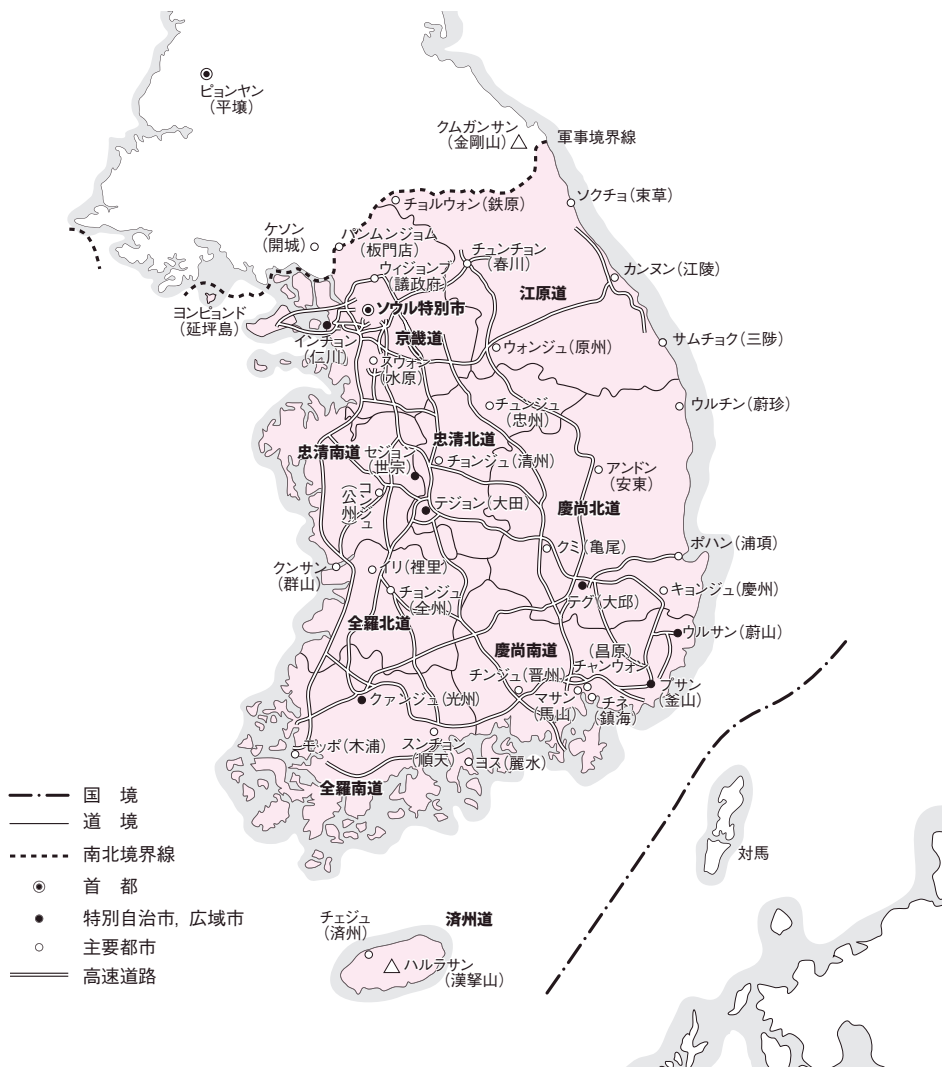 ピョンヤン
(平壌)
クムガンサン
(金剛山)
軍事境界線
チョルウォン(鉄原)
ソクチョ(束草)
ケソン
(開城)
パンムンジョム
(板門店)
チュンチョン
(春川)
ウィジョンブ
(議政府)
カンヌン(江陵)
江原道
ヨンピョンド
(延坪島)
ソウル特別市
インチョン
(仁川)
京畿道
スウォン
(水原)
ウォンジュ(原州)
サムチョク(三陟)
チュンジュ
(忠州)
ウルチン(蔚珍)
忠清南道
セジョン
(世宗)
忠清北道
チョンジュ(清州)
アンドン
(安東)
コンジュ
(公州)
テジョン(大田)
慶尚北道
クミ(亀尾)
ポハン(浦項)
クンサン
(群山)
イリ(裡里)
チョンジュ
(全州)
テグ(大邱)
キョンジュ(慶州)
全羅北道
ウルサン(蔚山)
慶尚南道
(昌原)
チャンウォン
チンジュ(晋州)
マサン
(馬山)
チネ
(鎮海)
プサン
(釜山)
クァンジュ(光州)
モッポ(木浦)
スンチョン
(順天)
ヨス(麗水)
全羅南道
国 境
道 境
南北境界線
首 都
特別自治市, 広域市
主要都市
高速道路
対馬
チェジュ
(済州)
済州道
ハルラサン
(漢拏山)